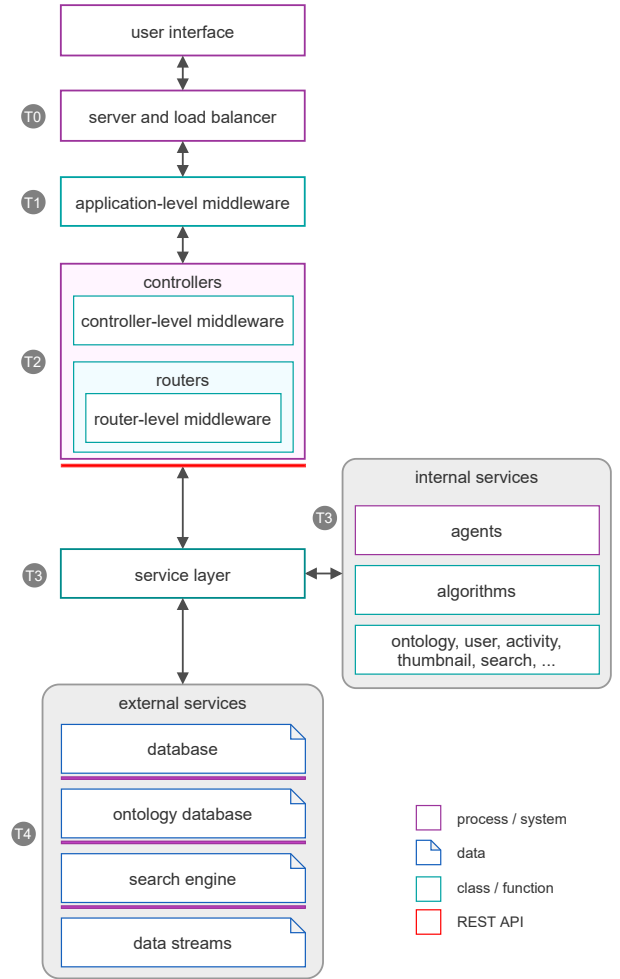 user interface
T0
server and load balancer
T1
application-level middleware
controllers
controller-level middleware
T2
routers
router-level middleware
internal services
T3
agents
T3
service layer
algorithms
ontology, user, activity,
thumbnail, search, ...
external services
database
ontology database
T4
search engine
data streams
process / system
data
class / function
REST API